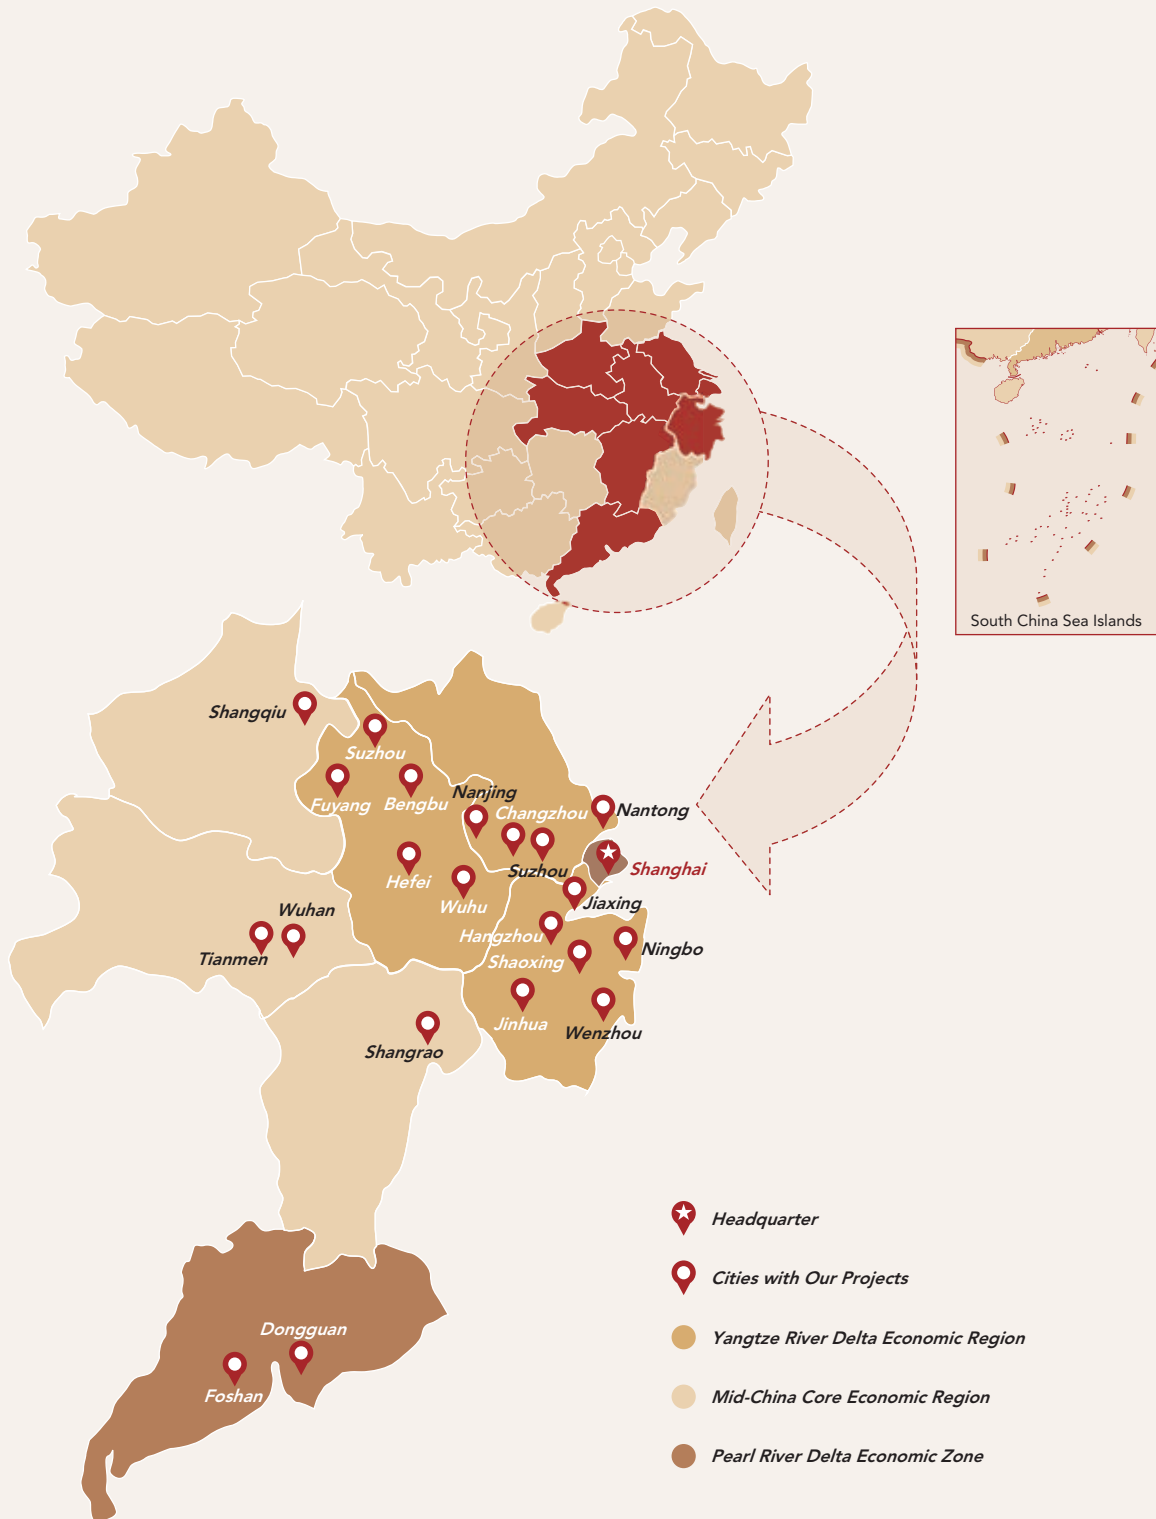 South China Sea Islands
Shangqiu
Suzhou
Fuyang
Bengbu
Nanjing
Changzhou
Nantong
Hefei
Suzhou
Shanghai
Wuhu
Jiaxing
Wuhan
Tianmen
Hangzhou
Ningbo
Shaoxing
Jinhua
Wenzhou
Shangrao
Dongguan
Foshan
Headquarter
Cities with Our Projects
Yangtze River Delta Economic Region
Mid-China Core Economic Region
Pearl River Delta Economic Zone